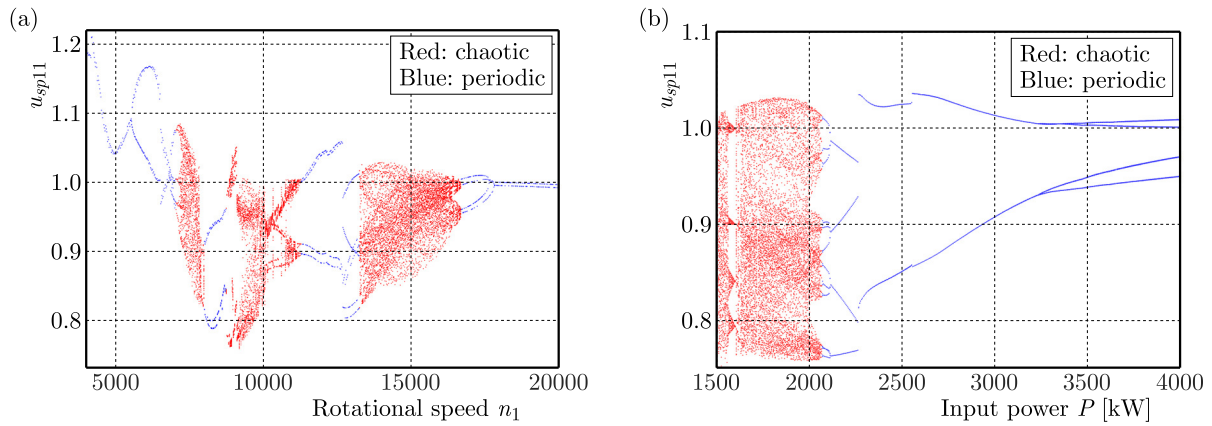 (a)
1.2
1.1
1.0
0.9
0.8
u_sp11
Red: chaotic
Blue: periodic
5000 10000 15000 20000
Rotational speed n_1
(b)
1.1
1.0
0.9
0.8
u_sp11
Red: chaotic
Blue: periodic
1500 2000 2500 3000 3500 4000
Input power P [kW]